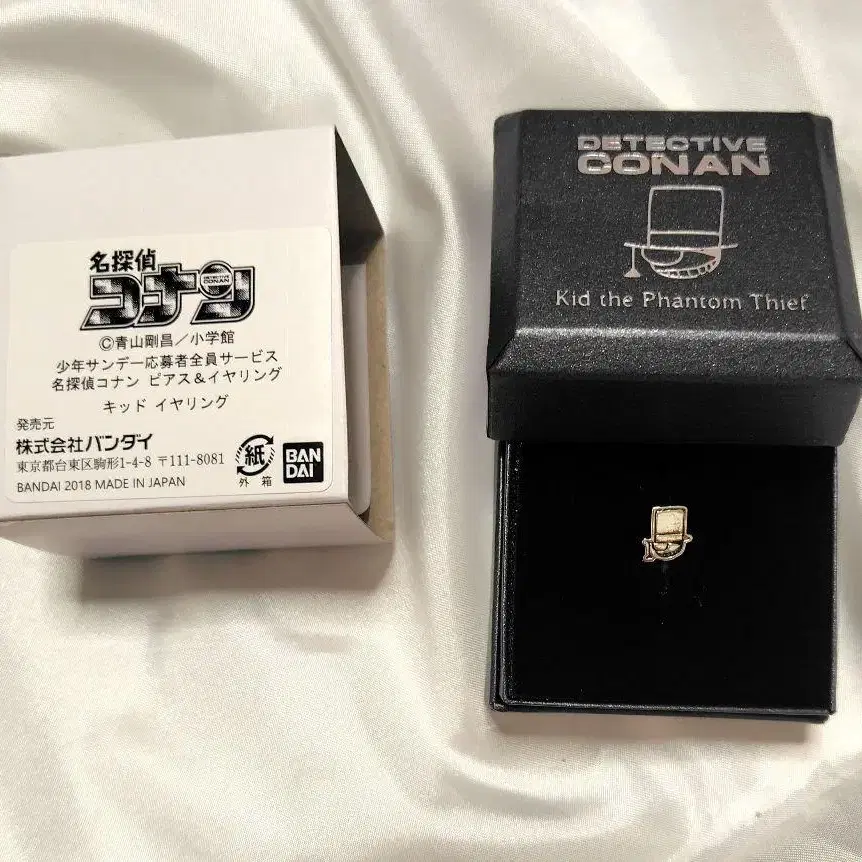 名探偵
コナン
DETECTIVE
CONAN
Ⓒ青山剛昌/小学館
少年サンデー応募者全員サービス
名探偵コナン ピアス&イヤリング
キッド イヤリング
発売元
株式会社バンダイ
東京都台東区駒形1-4-8 〒111-8081
BANDAI 2018 MADE IN JAPAN
紙
外 箱
BAN
DAI
DETECTIVE
CONAN
Kid the Phantom Thief